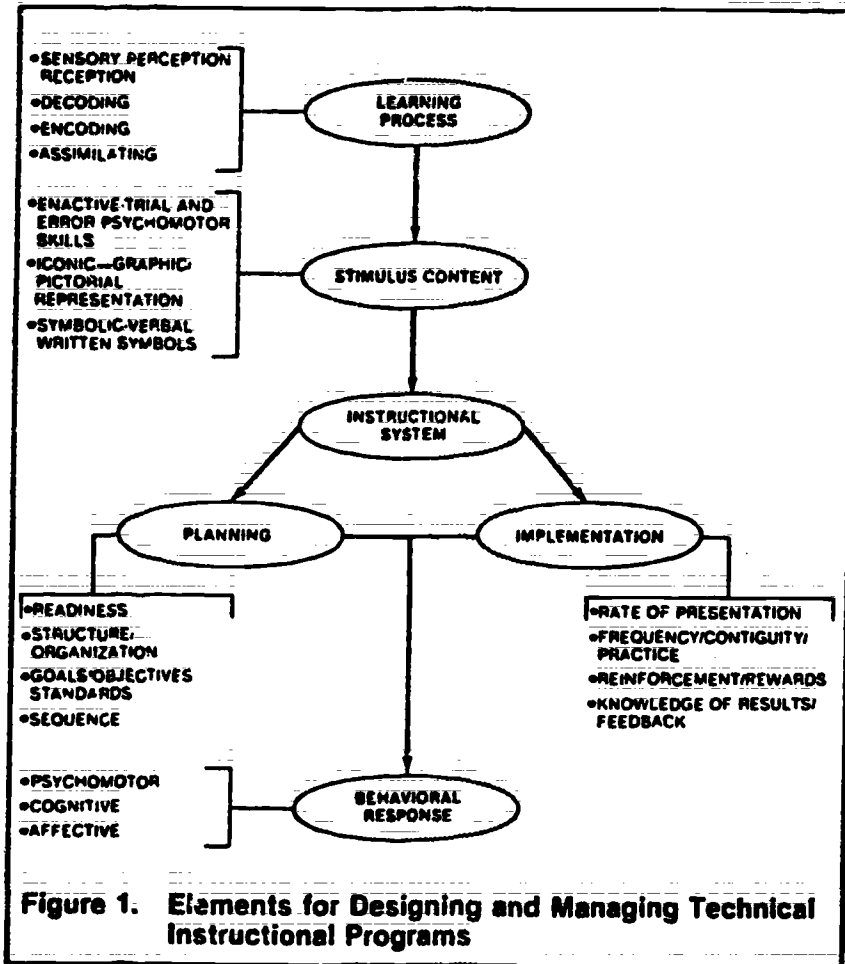 •SENSORY PERCEPTION
RECEPTION
•DECODING
•ENCODING
•ASSIMILATING
LEARNING
PROCESS
•ENACTIVE-TRIAL AND
ERROR PSYCHOMOTOR
SKILLS
•ICONIC—GRAPHIC/
PICTORIAL
REPRESENTATION
•SYMBOLIC-VERBAL
WRITTEN SYMBOLS
STIMULUS CONTENT
INSTRUCTIONAL
SYSTEM
PLANNING
IMPLEMENTATION
•READINESS
•STRUCTURE/
ORGANIZATION
•GOALS/OBJECTIVES
STANDARDS
•SEQUENCE
•RATE OF PRESENTATION
•FREQUENCY/CONTIGUITY/
PRACTICE
•REINFORCEMENT/REWARDS
•KNOWLEDGE OF RESULTS/
FEEDBACK
•PSYCHOMOTOR
•COGNITIVE
•AFFECTIVE
BEHAVIORAL
RESPONSE
Figure 1. Elements for Designing and Managing Technical
Instructional Programs